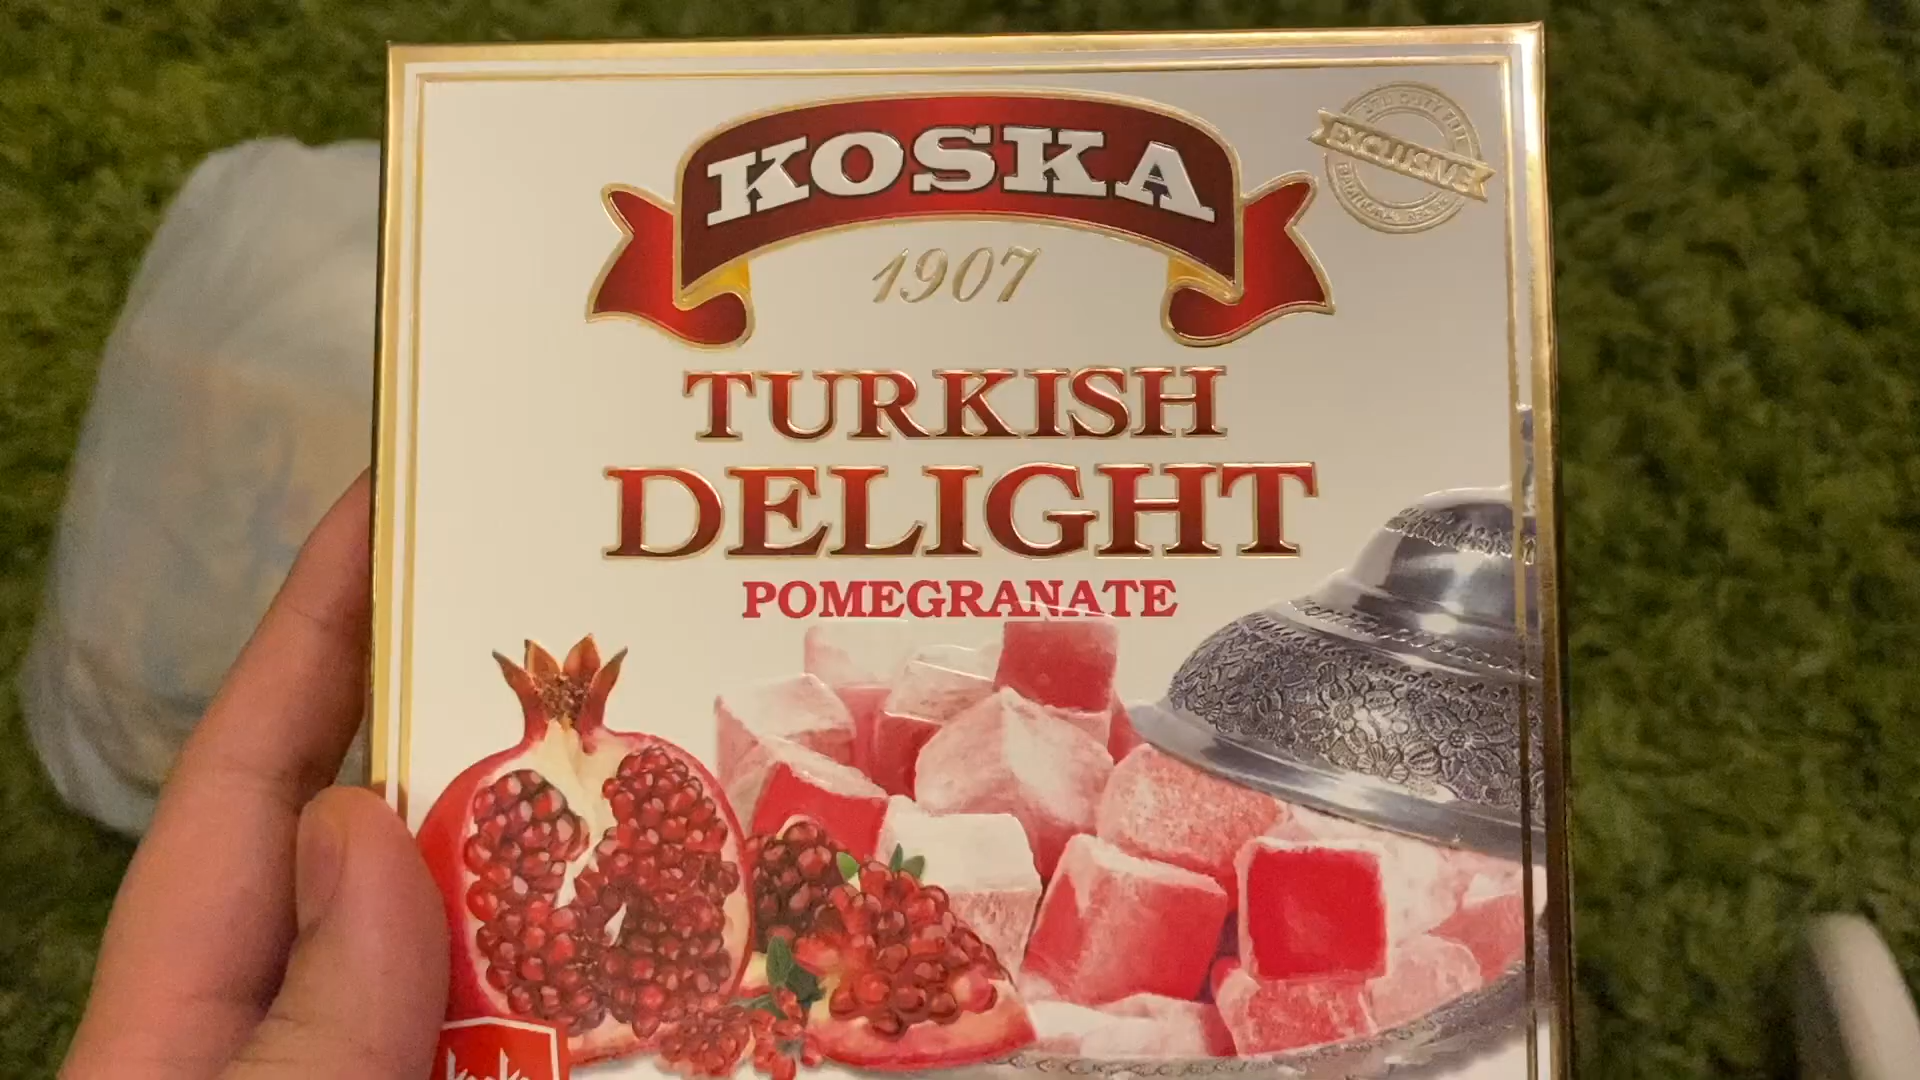 KOSKA
EXCLUSIVE
1907
TURKISH
DELIGHT
POMEGRANATE